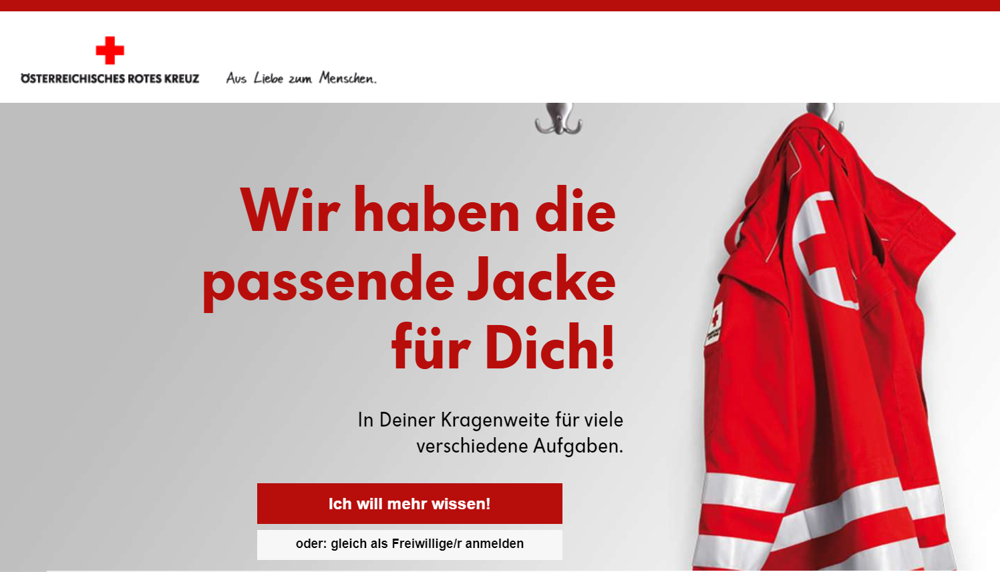 ÖSTERREICHISCHES ROTES KREUZ
Aus Liebe zum Menschen.
Wir haben die
passende Jacke
für Dich!
In Deiner Kragenweite für viele
verschiedene Aufgaben.
Ich will mehr wissen!
oder: gleich als Freiwillige/r anmelden